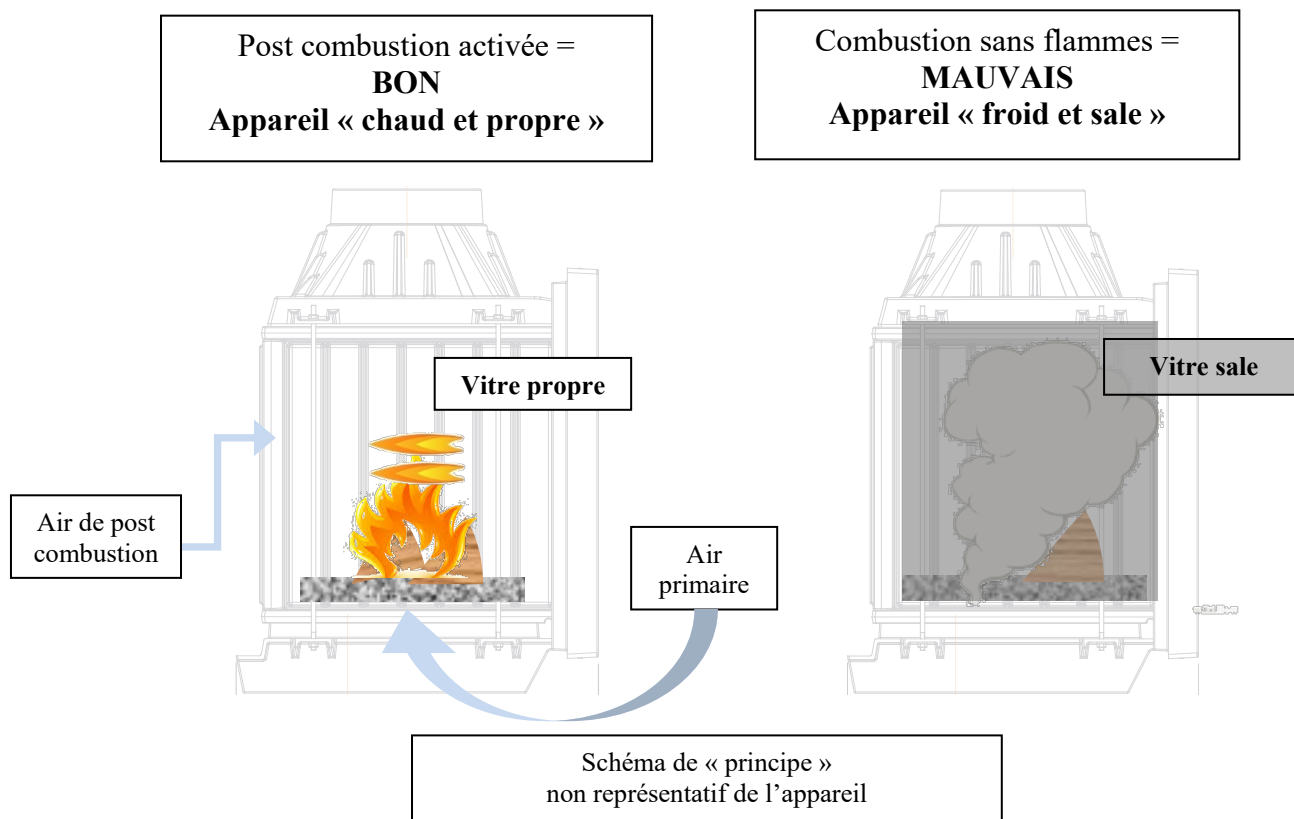 Post combustion activée =
BON
Appareil « chaud et propre »
Combustion sans flammes =
MAUVAIS
Appareil « froid et sale »
Vitre propre
Vitre sale
Air de post
combustion
Air
primaire
Schéma de « principe »
non représentatif de l’appareil